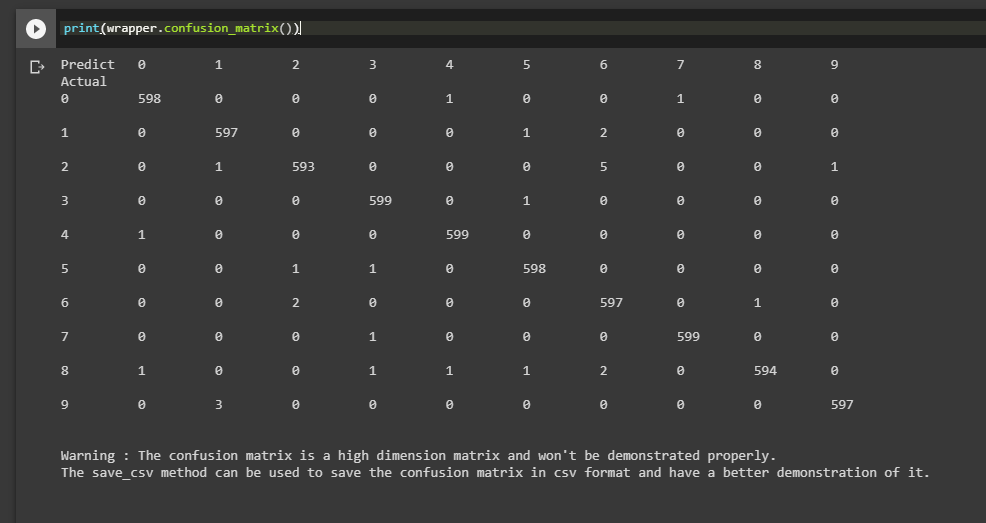 print(wrapper.confusion_matrix())
Predict 0 1 2 3 4 5 6 7 8 9
Actual
0 598 0 0 0 1 0 0 1 0 0
1 0 597 0 0 0 1 2 0 0 0
2 0 1 593 0 0 0 5 0 0 1
3 0 0 0 599 0 1 0 0 0 0
4 1 0 0 0 599 0 0 0 0 0
5 0 0 1 1 0 598 0 0 0 0
6 0 0 2 0 0 0 597 0 1 0
7 0 0 0 1 0 0 0 599 0 0
8 1 0 0 1 1 1 2 0 594 0
9 0 3 0 0 0 0 0 0 0 597
Warning : The confusion matrix is a high dimension matrix and won't be demonstrated properly.
The save_csv method can be used to save the confusion matrix in csv format and have a better demonstration of it.